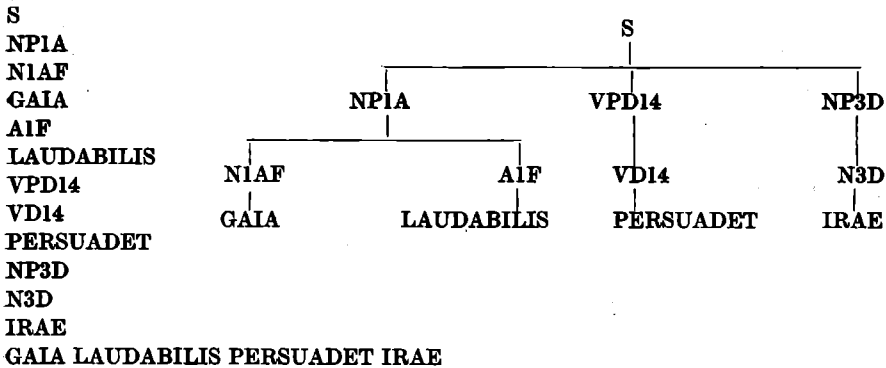 S
NP1A
N1AF
GAIA
A1F
LAUDABILIS
VPD14
VD14
PERSUADET
NP3D
N3D
IRAE
GAIA LAUDABILIS PERSUADET IRAE
S
NP1A VPD14 NP3D
N1AF A1F VD14 N3D
GAIA LAUDABILIS PERSUADET IRAE